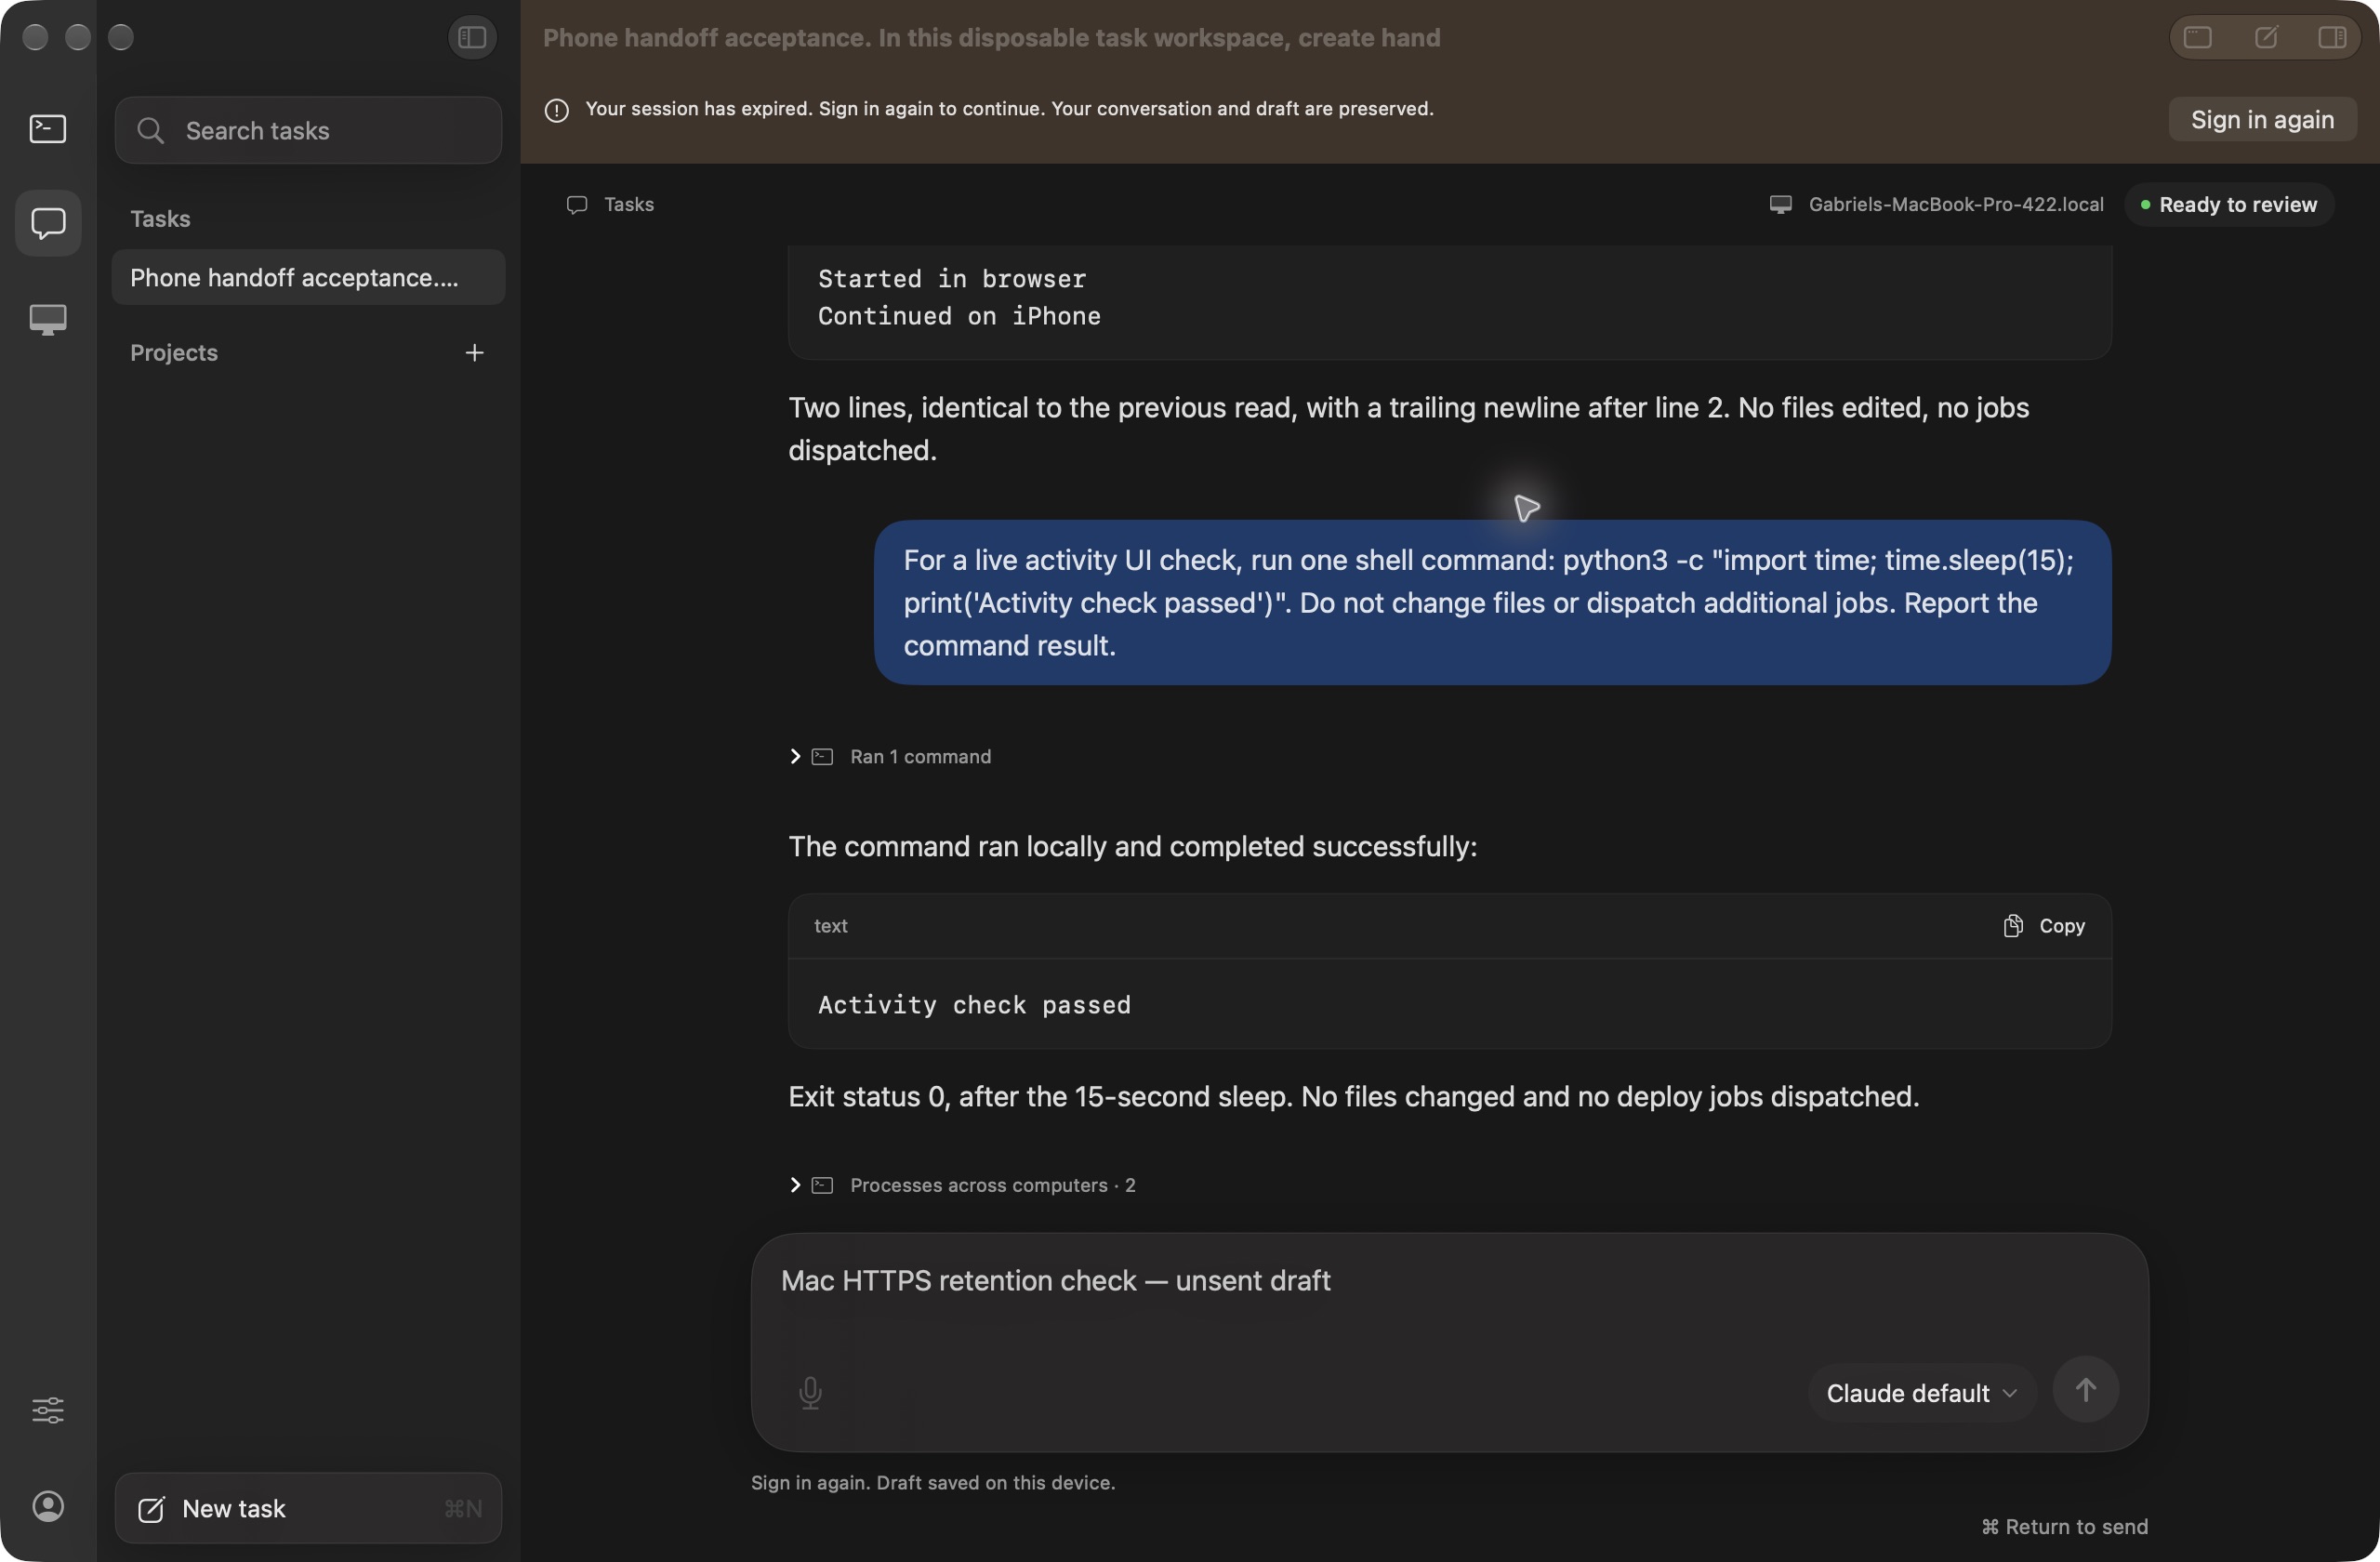 Phone handoff acceptance. In this disposable task workspace, create hand
Your session has expired. Sign in again to continue. Your conversation and draft are preserved.
Sign in again
Search tasks
Tasks
Phone handoff acceptance....
Projects
New task
⌘N
Tasks
Gabriels-MacBook-Pro-422.local
Ready to review
Started in browser
Continued on iPhone
Two lines, identical to the previous read, with a trailing newline after line 2. No files edited, no jobs
dispatched.
For a live activity UI check, run one shell command: python3 -c "import time; time.sleep(15);
print('Activity check passed')". Do not change files or dispatch additional jobs. Report the
command result.
Ran 1 command
The command ran locally and completed successfully:
text
Copy
Activity check passed
Exit status 0, after the 15-second sleep. No files changed and no deploy jobs dispatched.
Processes across computers · 2
Mac HTTPS retention check — unsent draft
Claude default
Sign in again. Draft saved on this device.
⌘ Return to send